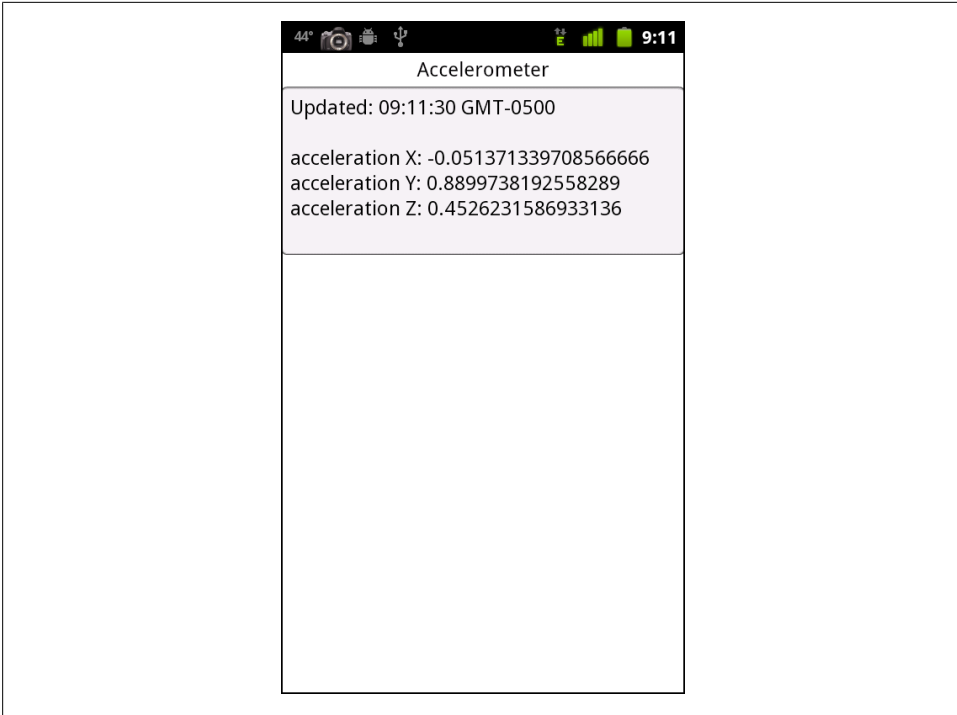 44° E 9:11
Accelerometer
Updated: 09:11:30 GMT-0500
acceleration X: -0.051371339708566666
acceleration Y: 0.8899738192558289
acceleration Z: 0.4526231586933136